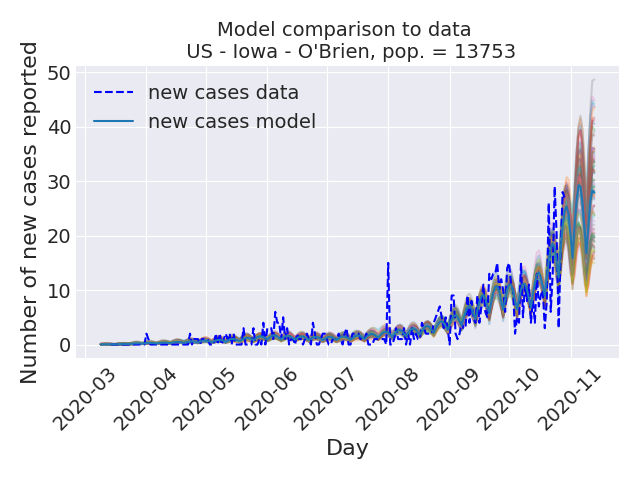 Model comparison to data
US - Iowa - O'Brien, pop. = 13753
Number of new cases reported
50
40
30
20
10
0
new cases data
new cases model
2020-03
2020-04
2020-05
2020-06
2020-07
2020-08
2020-09
2020-10
2020-11
Day